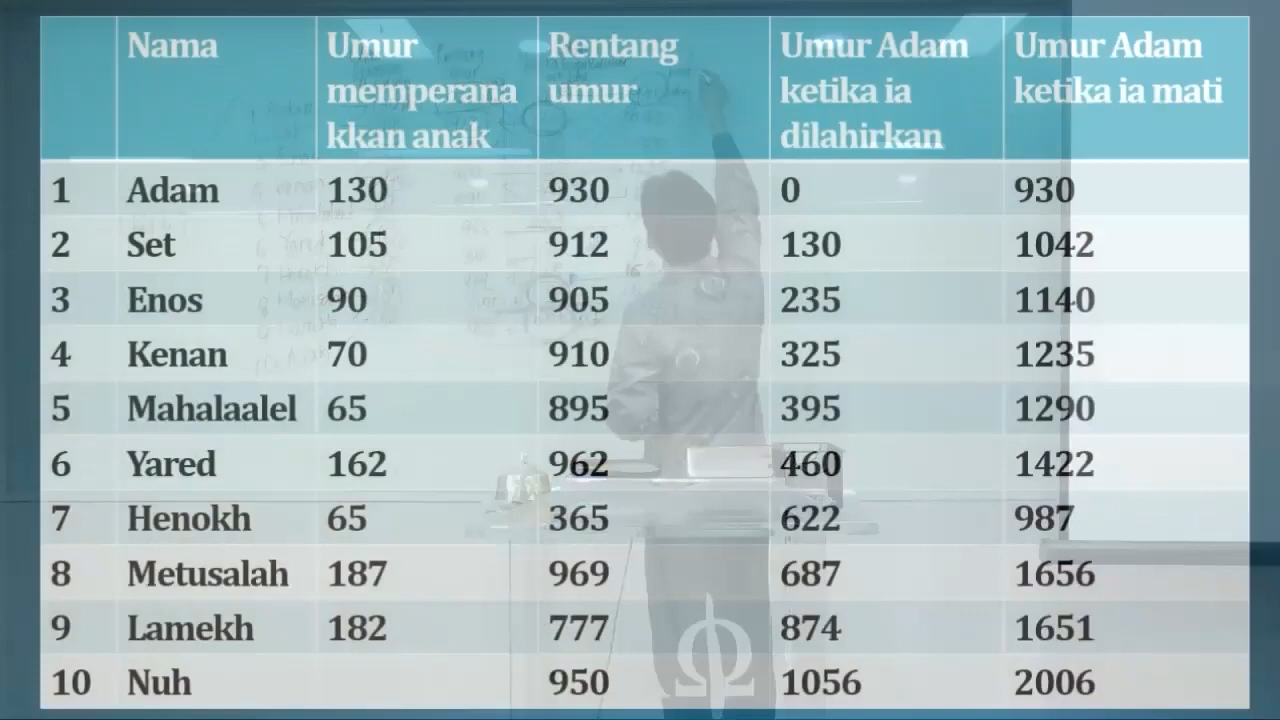 Nama Umur memperana kkan anak Rentang umur Umur Adam ketika ia dilahirkan Umur Adam ketika ia mati
1 Adam 130 930 0 930
2 Set 105 912 130 1042
3 Enos 90 905 235 1140
4 Kenan 70 910 325 1235
5 Mahalaalel 65 895 395 1290
6 Yared 162 962 460 1422
7 Henokh 65 365 622 987
8 Metusalah 187 969 687 1656
9 Lamekh 182 777 874 1651
10 Nuh 950 1056 2006